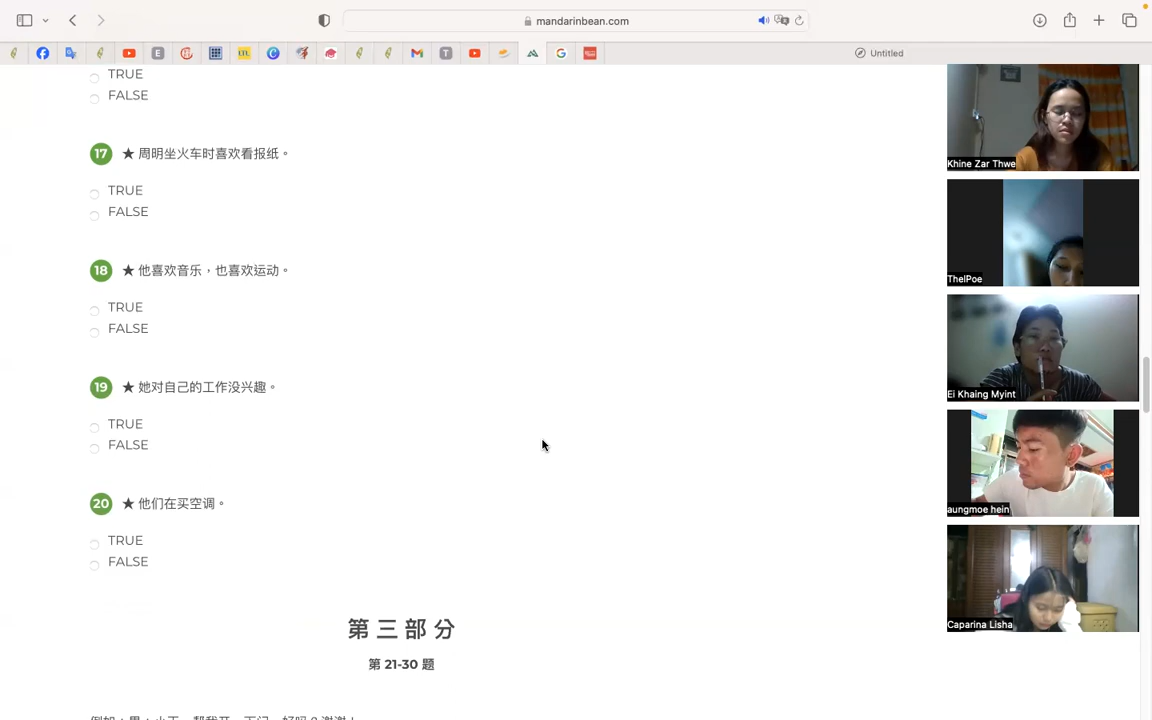 mandarinbean.com
Untitled
TRUE
FALSE
17 ★ 周明坐火车时喜欢看报纸。
TRUE
FALSE
18 ★ 他喜欢音乐，也喜欢运动。
TRUE
FALSE
19 ★ 她对自己的工作没兴趣。
TRUE
FALSE
20 ★ 他们在买空调。
TRUE
FALSE
第 三 部 分
第 21-30 题
Khine Zar Thwe
ThelPoe
Ei Khaing Myint
aungmoe hein
Caparina Lisha